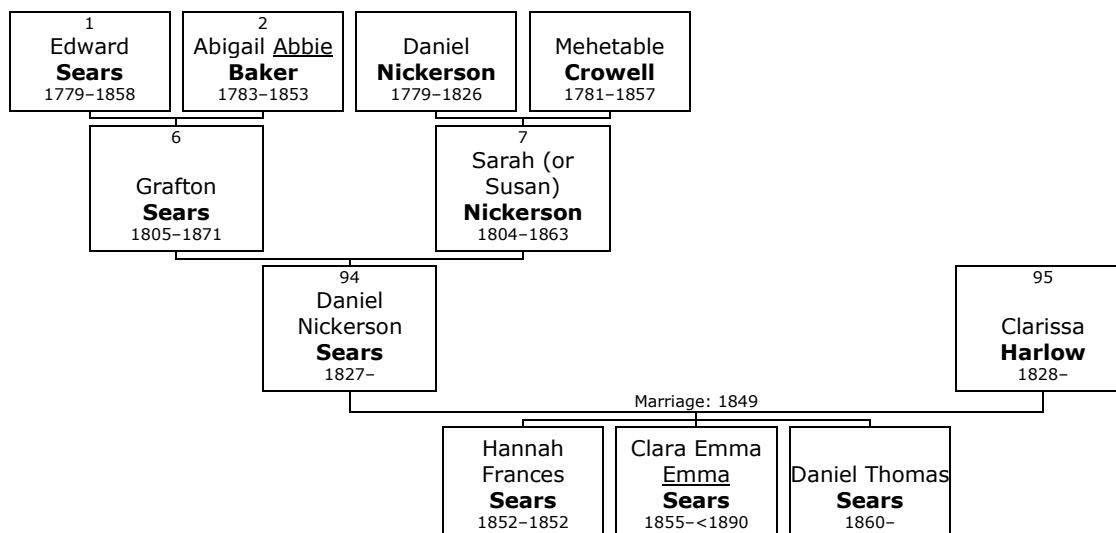 1
Edward
Sears
1779–1858
2
Abigail Abbie
Baker
1783–1853
Daniel
Nickerson
1779–1826
Mehetable
Crowell
1781–1857
6
Grafton
Sears
1805–1871
7
Sarah (or
Susan)
Nickerson
1804–1863
94
Daniel
Nickerson
Sears
1827–
95
Clarissa
Harlow
1828–
Marriage: 1849
Hannah
Frances
Sears
1852–1852
Clara Emma
Emma
Sears
1855–<1890
Daniel Thomas
Sears
1860–